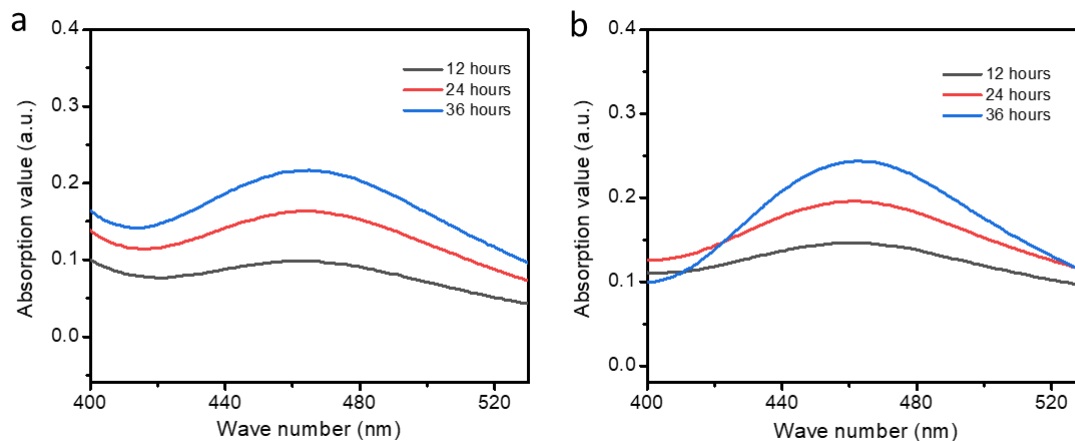 a
0.4
0.3
0.2
0.1
0.0
Absorption value (a.u.)
12 hours
24 hours
36 hours
400
440
480
520
Wave number (nm)
b
0.4
0.3
0.2
0.1
0.0
Absorption value (a.u.)
12 hours
24 hours
36 hours
400
440
480
520
Wave number (nm)